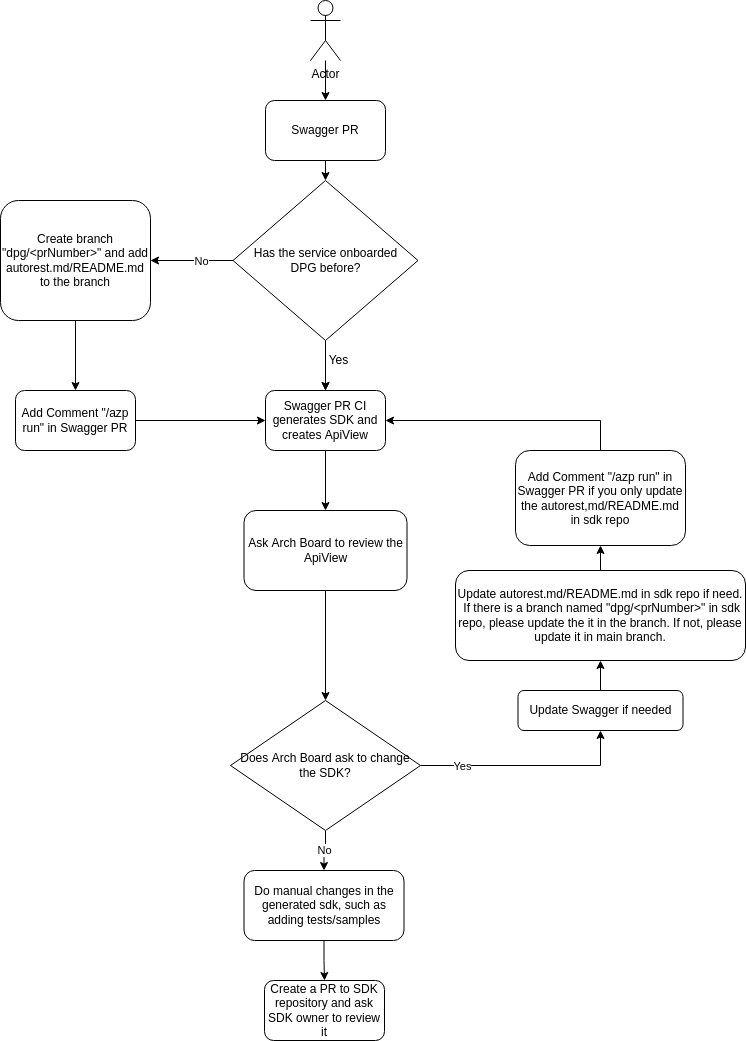 Actor
Swagger PR
Has the service onboarded
DPG before?
No
Create branch
"dpg/<prNumber>" and add
autorest.md/README.md
to the branch
Add Comment "/azp
run" in Swagger PR
Yes
Swagger PR CI
generates SDK and
creates ApiView
Ask Arch Board to review the
ApiView
Does Arch Board ask to change
the SDK?
Yes
Update Swagger if needed
Update autorest.md/README.md in sdk repo if need.
If there is a branch named "dpg/<prNumber>" in sdk
repo, please update the it in the branch. If not, please
update it in main branch.
Add Comment "/azp run" in
Swagger PR if you only update
the autorest,md/README.md
in sdk repo
No
Do manual changes in the
generated sdk, such as
adding tests/samples
Create a PR to SDK
repository and ask
SDK owner to review
it